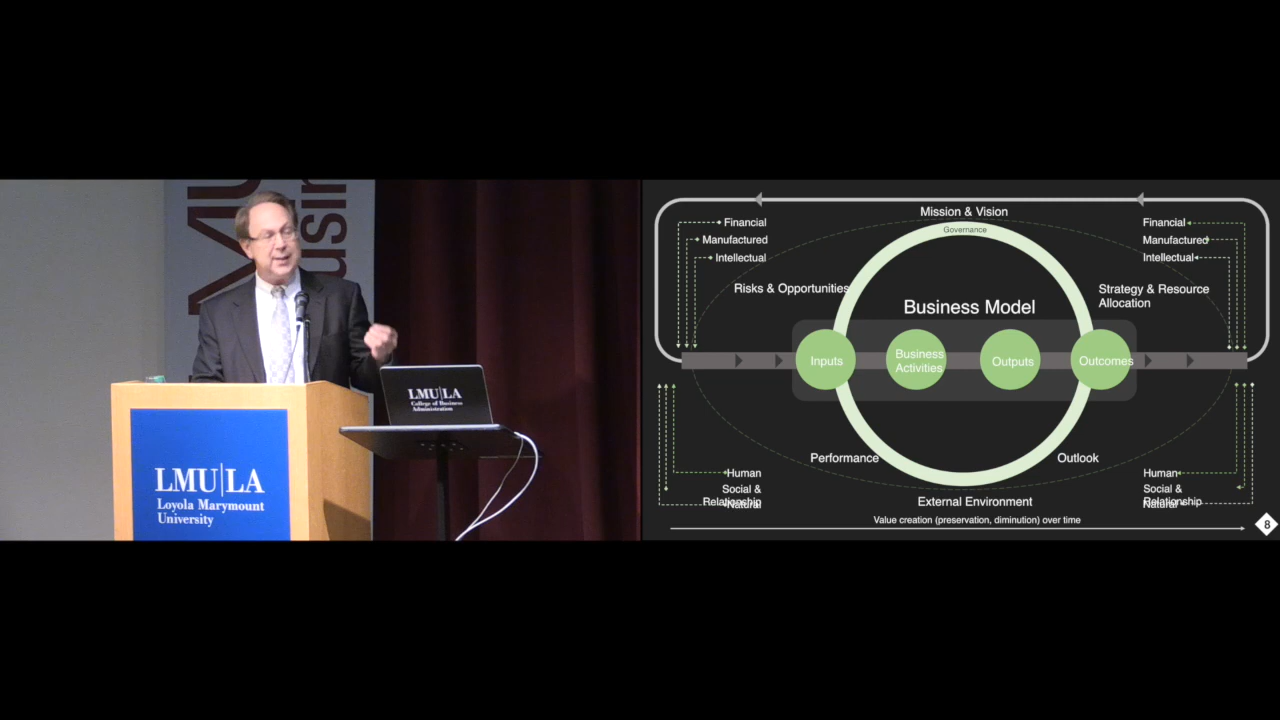 LMU
usin
LMU|LA
College of Business
Administration
LMU|LA
Loyola Marymount
University
Mission & Vision
Governance
Financial
Manufactured
Intellectual
Financial
Manufactured
Intellectual
Risks & Opportunities
Strategy & Resource
Allocation
Business Model
Inputs
Business
Activities
Outputs
Outcomes
Performance
Outlook
Human
Social &
Relationship
Natural
Human
Social &
Relationship
Natural
External Environment
Value creation (preservation, diminution) over time
8